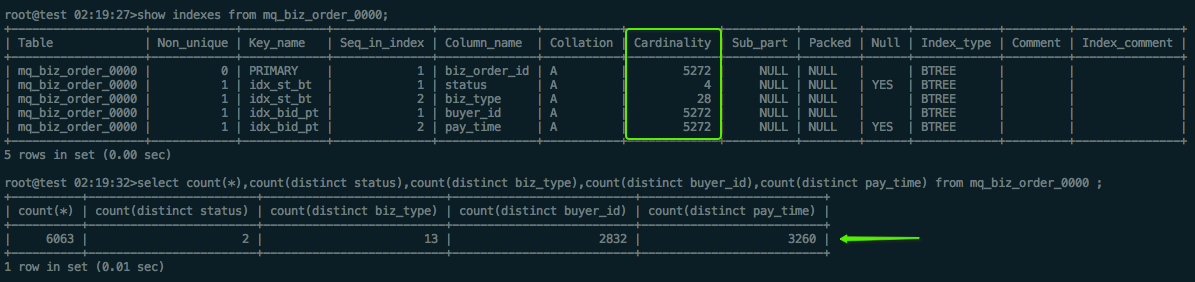 root@test 02:19:27>show indexes from mq_biz_order_0000;
| Table | Non_unique | Key_name | Seq_in_index | Column_name | Collation | Cardinality | Sub_part | Packed | Null | Index_type | Comment | Index_comment |
| mq_biz_order_0000 | 0 | PRIMARY | 1 | biz_order_id | A | 5272 | NULL | NULL | | BTREE | | |
| mq_biz_order_0000 | 1 | idx_st_bt | 1 | status | A | 4 | NULL | NULL | YES | BTREE | | |
| mq_biz_order_0000 | 1 | idx_st_bt | 2 | biz_type | A | 28 | NULL | NULL | | BTREE | | |
| mq_biz_order_0000 | 1 | idx_bid_pt | 1 | buyer_id | A | 5272 | NULL | NULL | | BTREE | | |
| mq_biz_order_0000 | 1 | idx_bid_pt | 2 | pay_time | A | 5272 | NULL | NULL | YES | BTREE | | |
5 rows in set (0.00 sec)
root@test 02:19:32>select count(*),count(distinct status),count(distinct biz_type),count(distinct buyer_id),count(distinct pay_time) from mq_biz_order_0000 ;
| count(*) | count(distinct status) | count(distinct biz_type) | count(distinct buyer_id) | count(distinct pay_time) |
| 6063 | 2 | 13 | 2832 | 3260 |
1 row in set (0.01 sec)